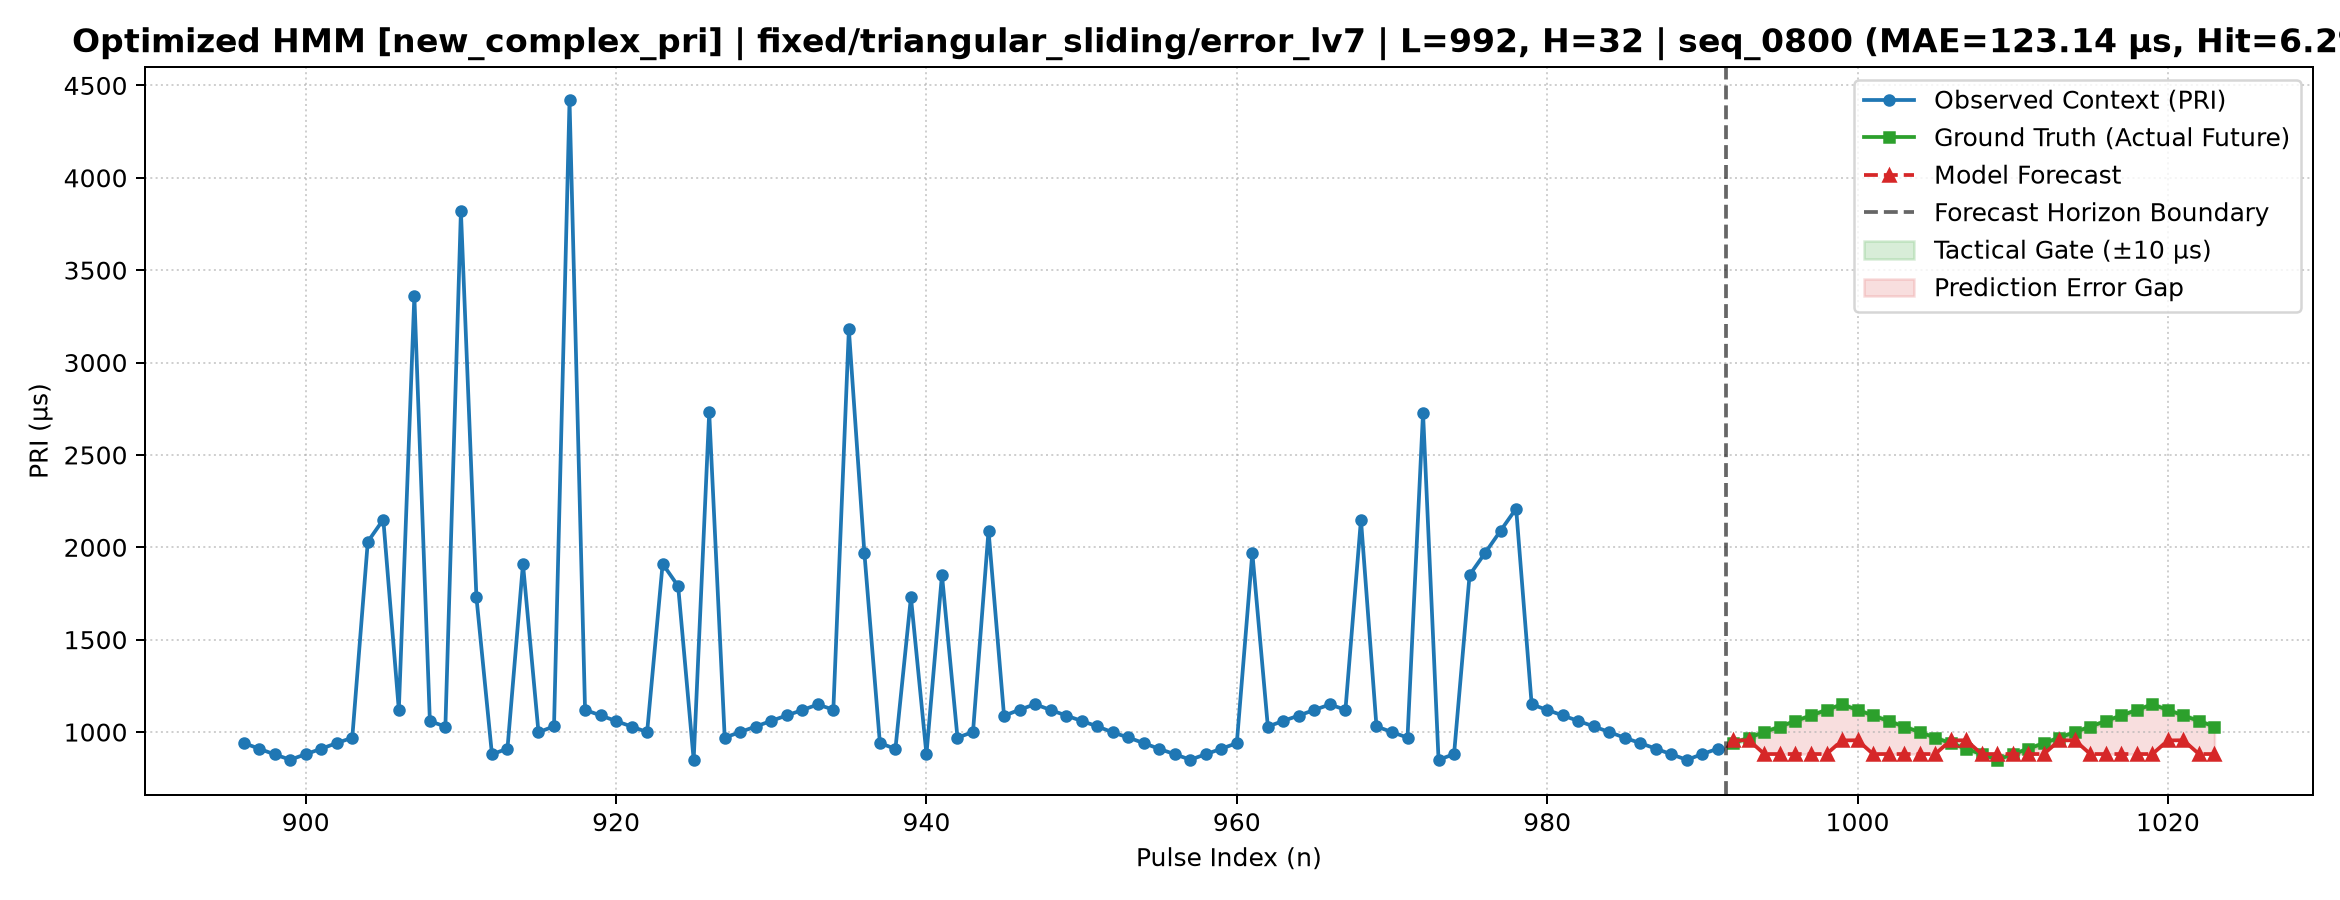 Optimized HMM [new_complex_pri] | fixed/triangular_sliding/error_lv7 | L=992, H=32 | seq_0800 (MAE=123.14 µs, Hit=6.2
4500
4000
3500
3000
2500
2000
1500
1000
PRI (µs)
Observed Context (PRI)
Ground Truth (Actual Future)
Model Forecast
Forecast Horizon Boundary
Tactical Gate (±10 µs)
Prediction Error Gap
900
920
940
960
980
1000
1020
Pulse Index (n)